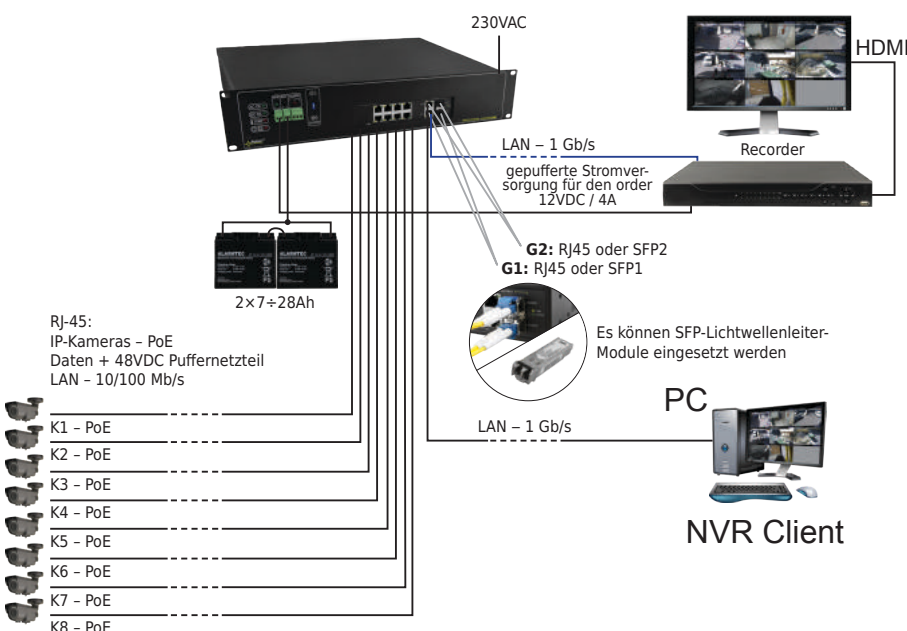 230VAC
HDMI
LAN – 1 Gb/s
Recorder
gepufferte Stromver-
sorgung für den order
12VDC / 4A
G2: RJ45 oder SFP2
G1: RJ45 oder SFP1
2×7÷28Ah
RJ-45:
IP-Kameras – PoE
Daten + 48VDC Puffernetzteil
LAN – 10/100 Mb/s
Es können SFP-Lichtwellenleiter-
Module eingesetzt werden
PC
LAN – 1 Gb/s
K1 – PoE
K2 – PoE
K3 – PoE
K4 – PoE
K5 – PoE
K6 – PoE
K7 – PoE
K8 – PoE
NVR Client